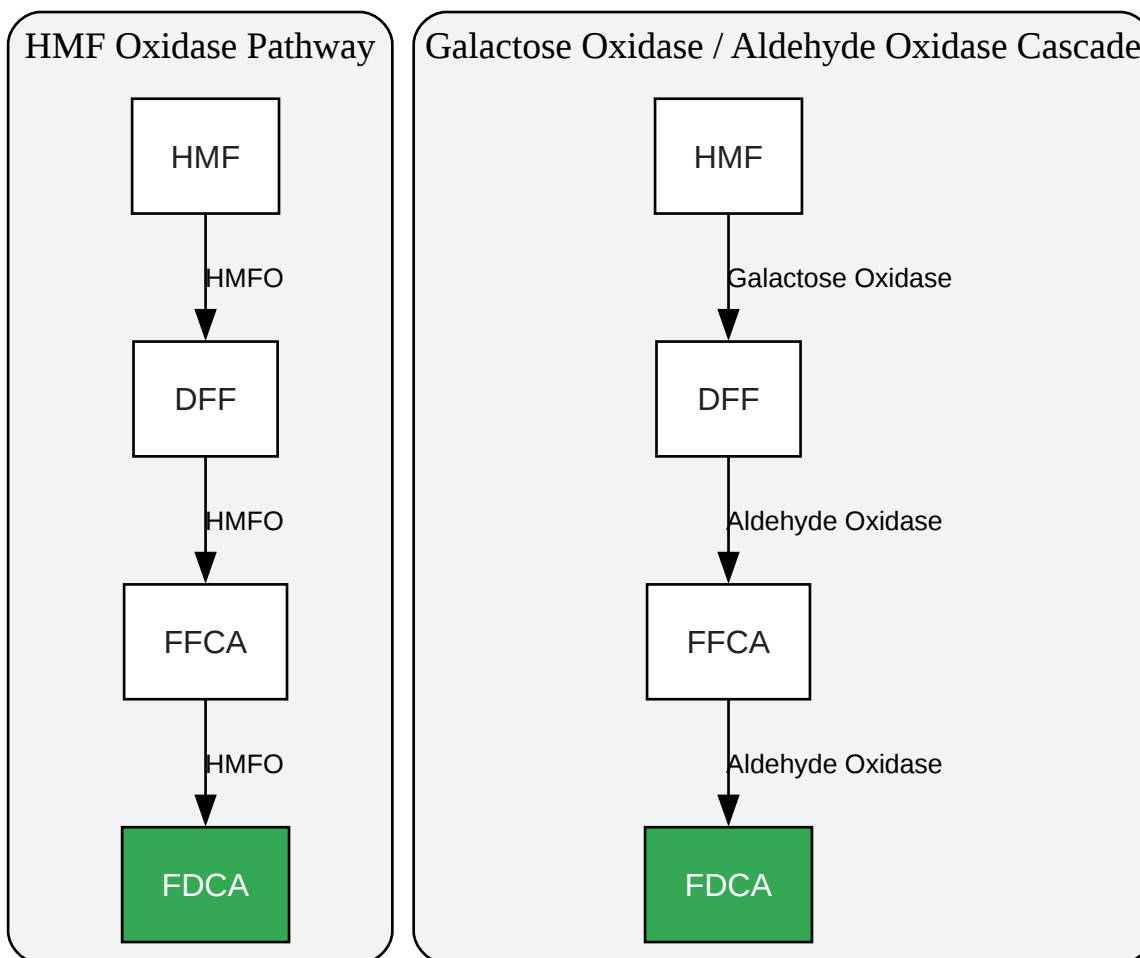 HMF Oxidase Pathway
HMF
HMFO
DFF
HMFO
FFCA
HMFO
FDCA
Galactose Oxidase / Aldehyde Oxidase Cascade
HMF
Galactose Oxidase
DFF
Aldehyde Oxidase
FFCA
Aldehyde Oxidase
FDCA